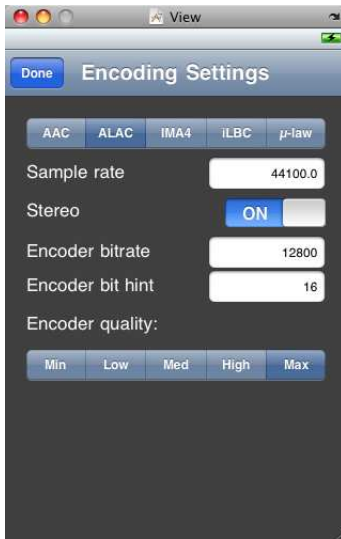 View
Done Encoding Settings
AAC ALAC IMA4 iLBC µ-law
Sample rate 44100.0
Stereo ON
Encoder bitrate 12800
Encoder bit hint 16
Encoder quality:
Min Low Med High Max